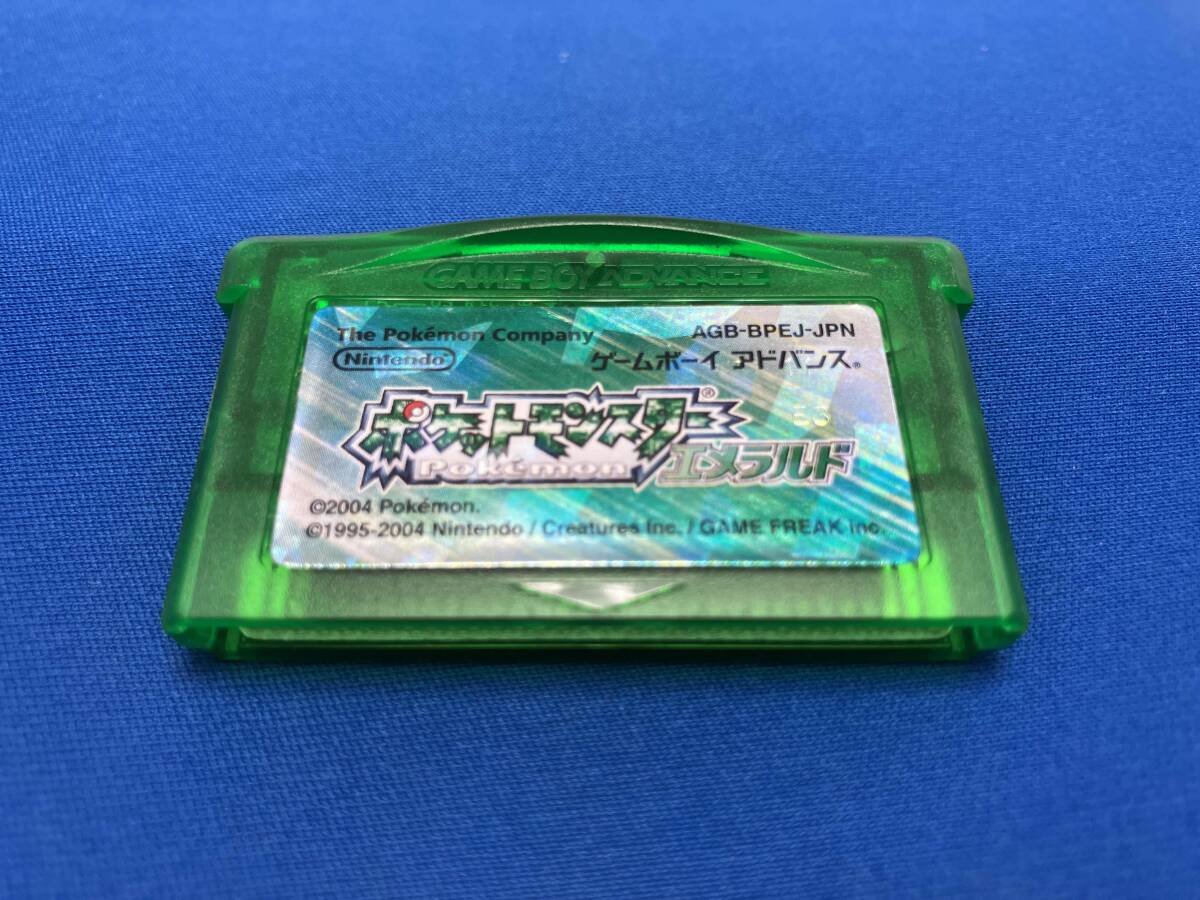 GAME BOY ADVANCE
The Pokémon Company
AGB-BPEJ-JPN
Nintendo®
ゲームボーイ アドバンス®
ポケットモンスター®
Pokémon
エメラルド
©2004 Pokémon.
©1995-2004 Nintendo / Creatures Inc. / GAME FREAK inc.